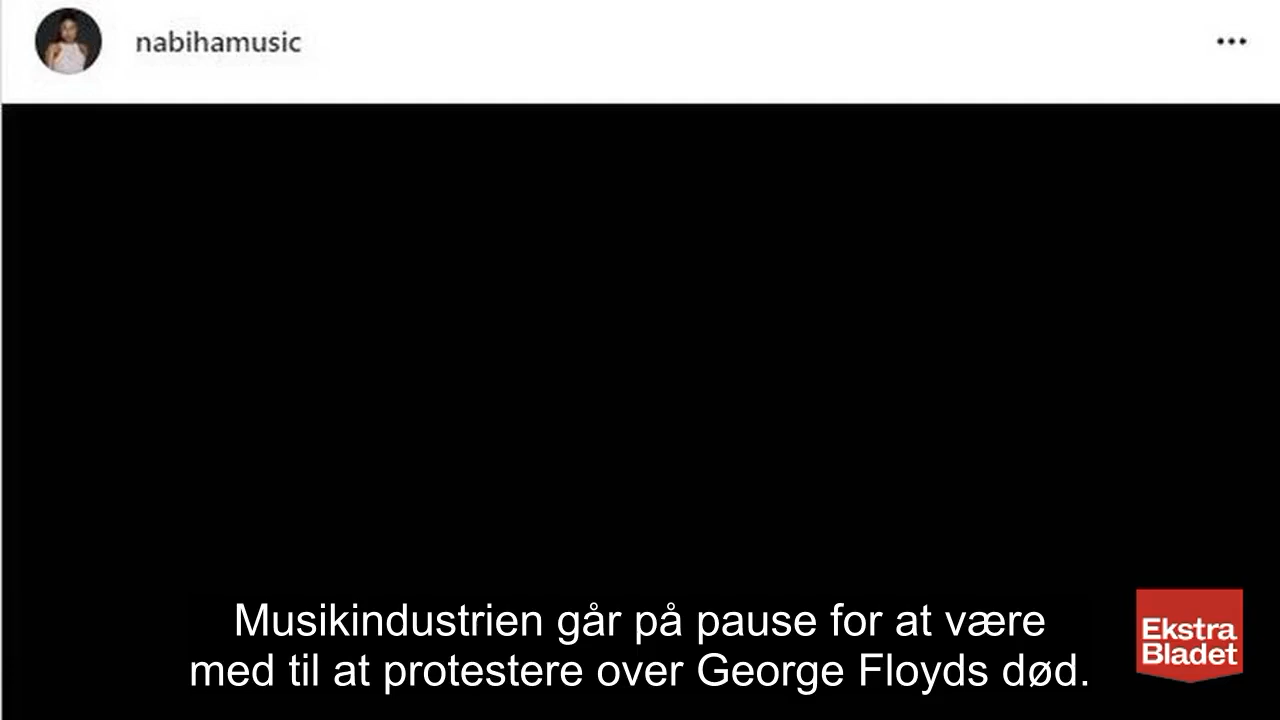 nabihamusic
Musikindustrien går på pause for at være
med til at protestere over George Floyds død.
Ekstra
Bladet